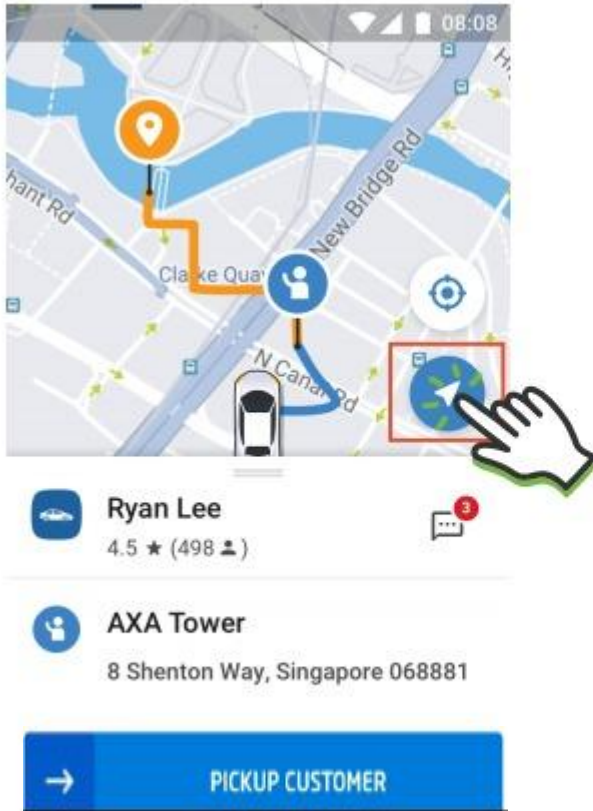 08:08
New Bridge Rd
hant Rd
Clarke Quay
N Canal Rd
Ryan Lee
3
4.5 ★ (498 👤)
AXA Tower
8 Shenton Way, Singapore 068881
PICKUP CUSTOMER